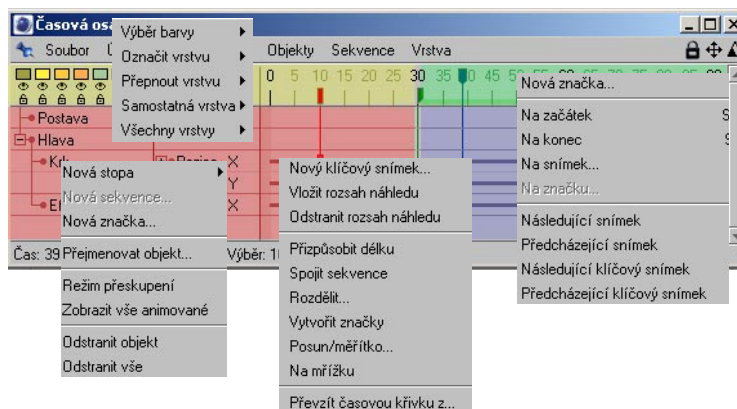 Časová osa
Soubor
Objekty Sekvence Vrstva
Výběr barvy
Označit vrstvu
Přepnout vrstvu
Samostatná vrstva
Všechny vrstvy
0 5 10 15 20 25 30 35 40 45
Postava
Hlava
X
Y
X
Čas: 39
Výběr: 10
Nová stopa
Nová sekvence...
Nová značka...
Přejmenovat objekt...
Režim přeskupení
Zobrazit vše animované
Odstranit objekt
Odstranit vše
Nový klíčový snímek...
Vložit rozsah náhledu
Odstranit rozsah náhledu
Přizpůsobit délku
Spojit sekvence
Rozdělit...
Vytvořit značky
Posun/měřítko...
Na mřížku
Převzít časovou křivku z...
Nová značka...
Na začátek
Na konec
Na snímek...
Na značku...
Následující snímek
Předcházející snímek
Následující klíčový snímek
Předcházející klíčový snímek